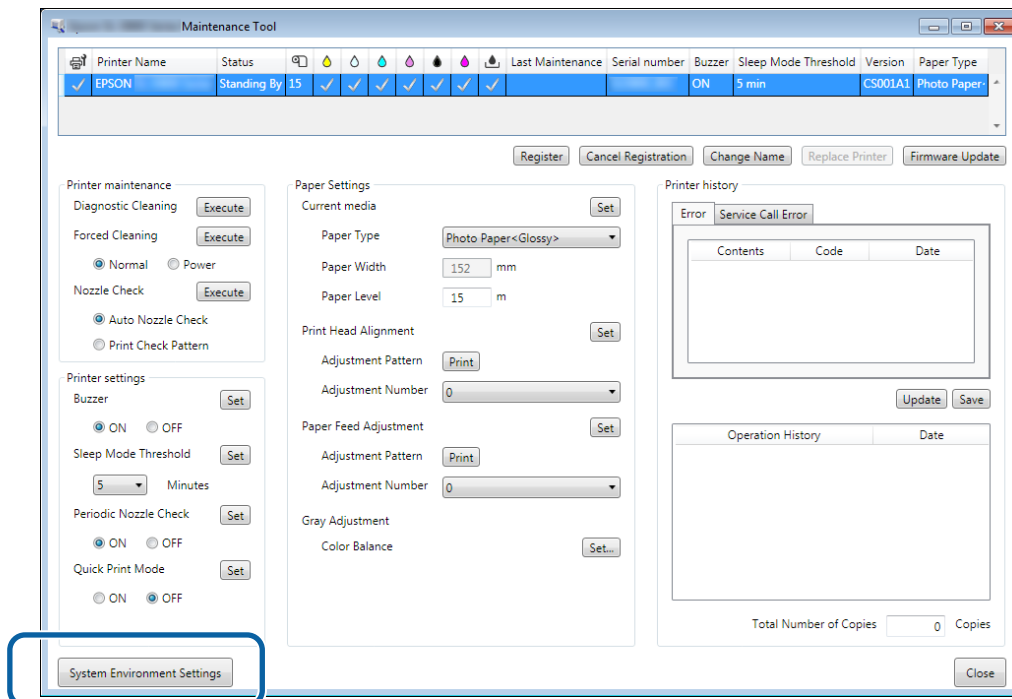 Maintenance Tool
Printer Name Status Last Maintenance Serial number Buzzer Sleep Mode Threshold Version Paper Type
EPSON Standing By 15 ON 5 min CS001A1 Photo Paper-
Register Cancel Registration Change Name Replace Printer Firmware Update
Printer maintenance
Diagnostic Cleaning Execute
Forced Cleaning Execute
Normal Power
Nozzle Check Execute
Auto Nozzle Check
Print Check Pattern
Printer settings
Buzzer Set
ON OFF
Sleep Mode Threshold Set
5 Minutes
Periodic Nozzle Check Set
ON OFF
Quick Print Mode Set
ON OFF
Paper Settings
Current media Set
Paper Type Photo Paper<Glossy>
Paper Width 152 mm
Paper Level 15 m
Print Head Alignment Set
Adjustment Pattern Print
Adjustment Number 0
Paper Feed Adjustment Set
Adjustment Pattern Print
Adjustment Number 0
Gray Adjustment
Color Balance Set...
Printer history
Error Service Call Error
Contents Code Date
Update Save
Operation History Date
Total Number of Copies 0 Copies
System Environment Settings Close